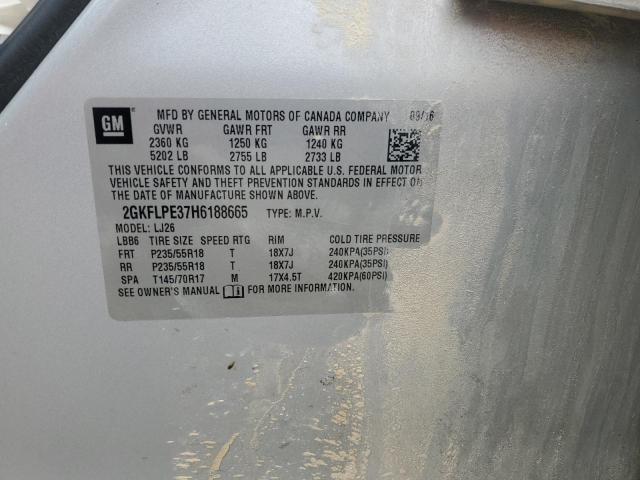 GM
MFD BY GENERAL MOTORS OF CANADA COMPANY 09/16
GVWR GAWR FRT GAWR RR
2360 KG 1250 KG 1240 KG
5202 LB 2755 LB 2733 LB
THIS VEHICLE CONFORMS TO ALL APPLICABLE U.S. FEDERAL MOTOR
VEHICLE SAFETY AND THEFT PREVENTION STANDARDS IN EFFECT ON
THE DATE OF MANUFACTURE SHOWN ABOVE.
2GKFLPE37H6188665 TYPE: M.P.V.
MODEL: LJ26
LBB6 TIRE SIZE SPEED RTG RIM COLD TIRE PRESSURE
FRT P235/55R18 T 18X7J 240KPA(35PSI)
RR P235/55R18 T 18X7J 240KPA(35PSI)
SPA T145/70R17 M 17X4.5T 420KPA(60PSI)
SEE OWNER'S MANUAL FOR MORE INFORMATION.